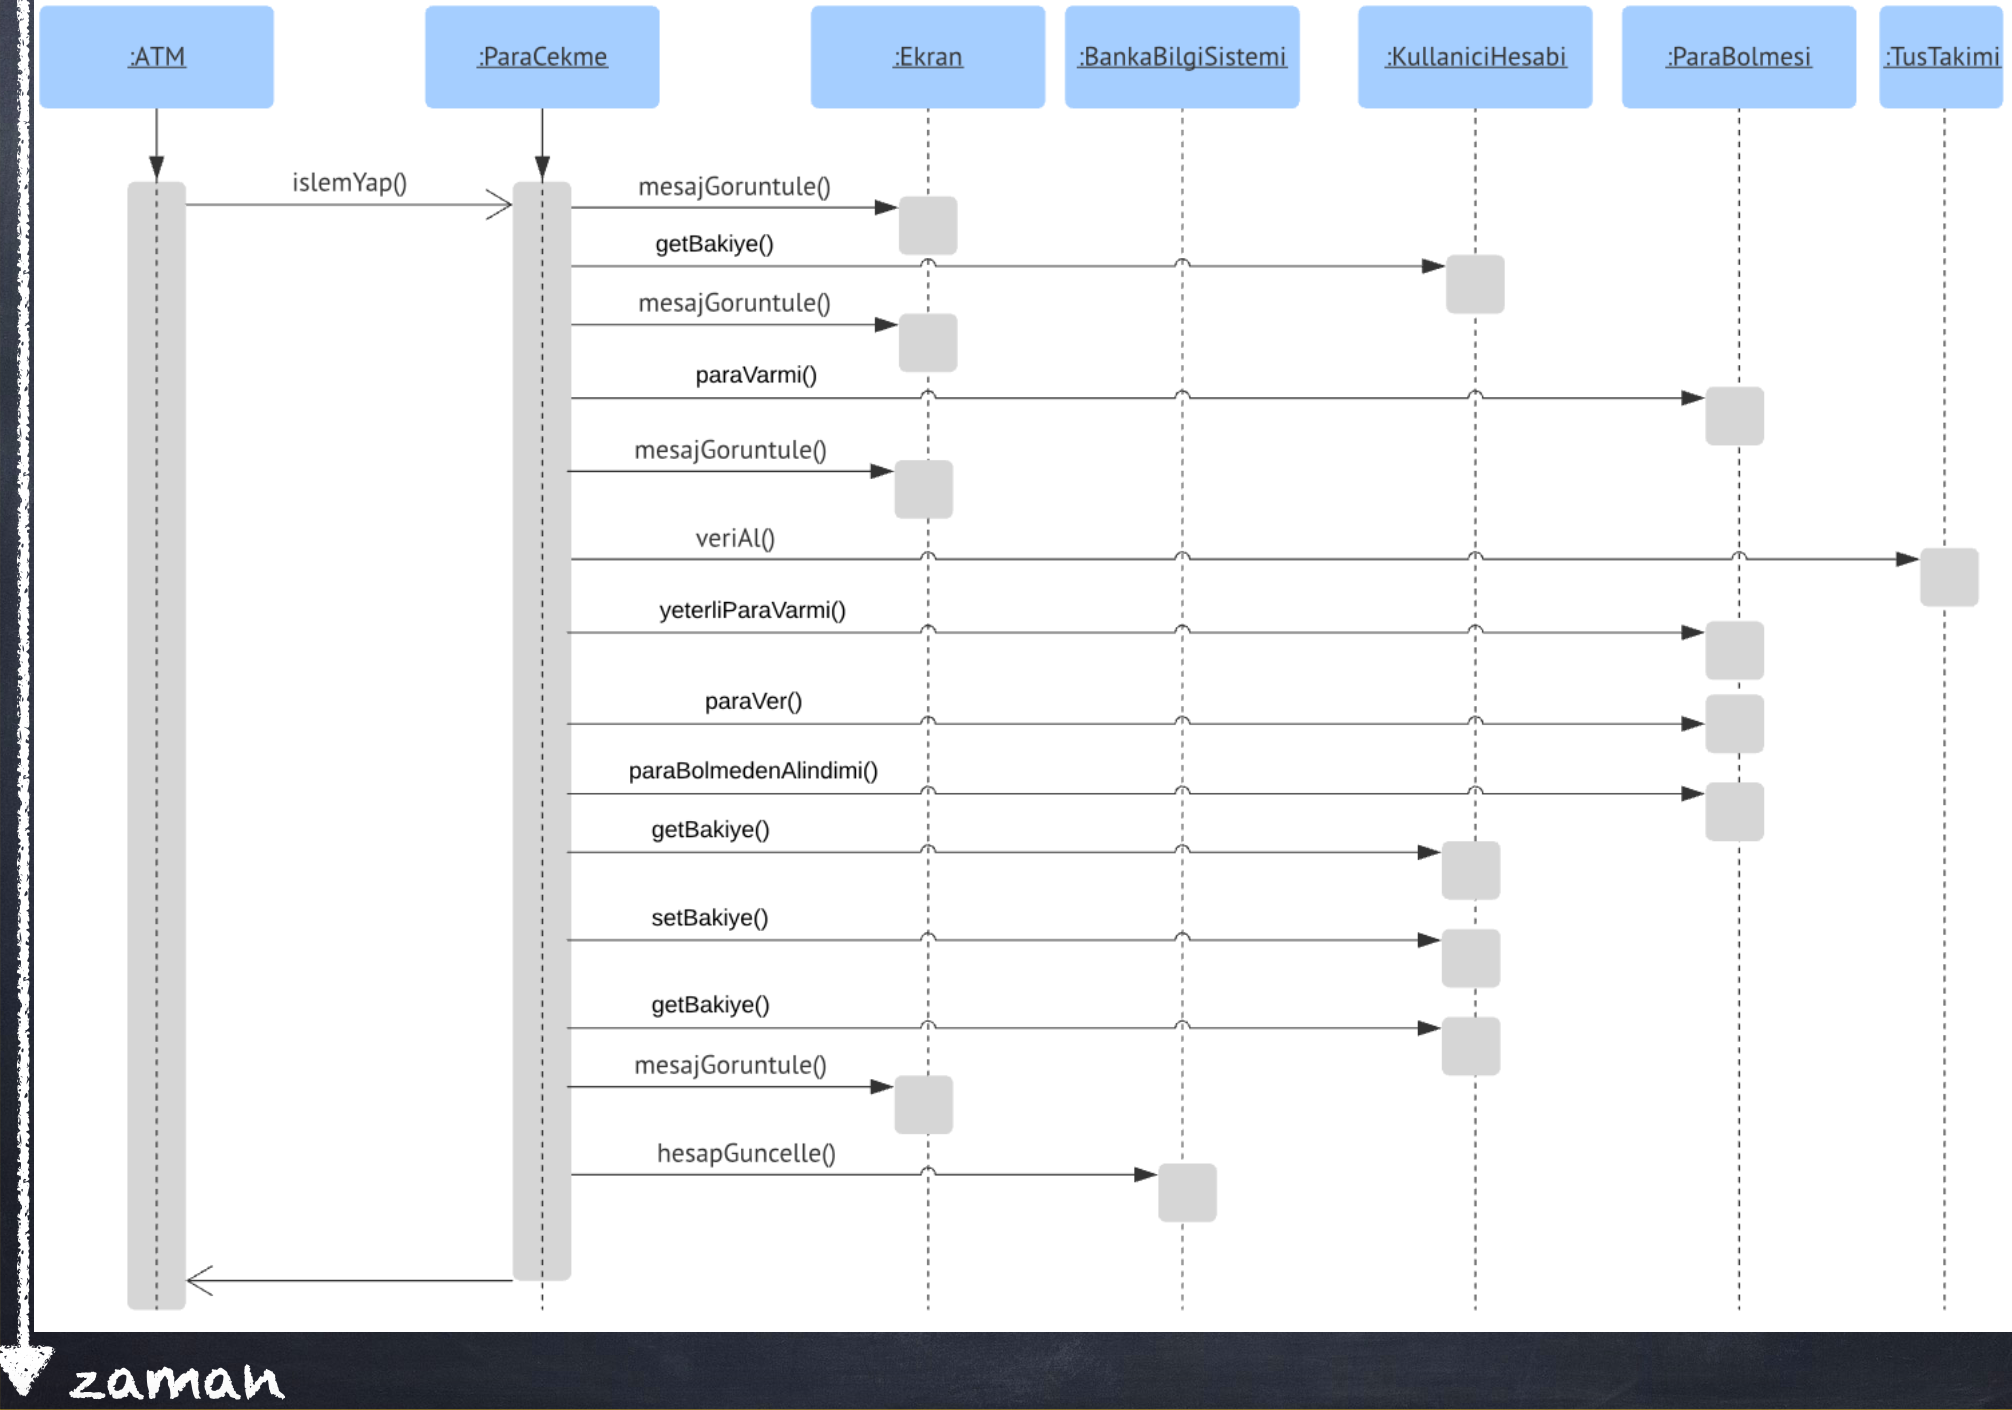 :ATM
:ParaCekme
:Ekran
:BankaBilgiSistemi
:KullaniciHesabi
:ParaBolmesi
:TusTakimi
islemYap()
mesajGoruntule()
getBakiye()
mesajGoruntule()
paraVarmi()
mesajGoruntule()
veriAl()
yeterliParaVarmi()
paraVer()
paraBolmedenAlindimi()
getBakiye()
setBakiye()
getBakiye()
mesajGoruntule()
hesapGuncelle()
zaman